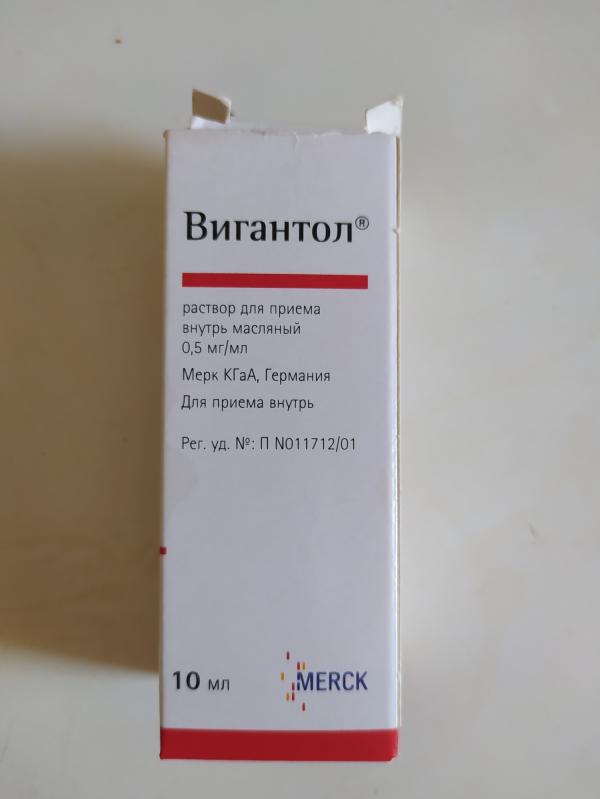 Вигантол®
раствор для приема
внутрь масляный
0,5 мг/мл
Мерк КГаА, Германия
Для приема внутрь
Рег. уд. №: П N011712/01
10 мл
MERCK